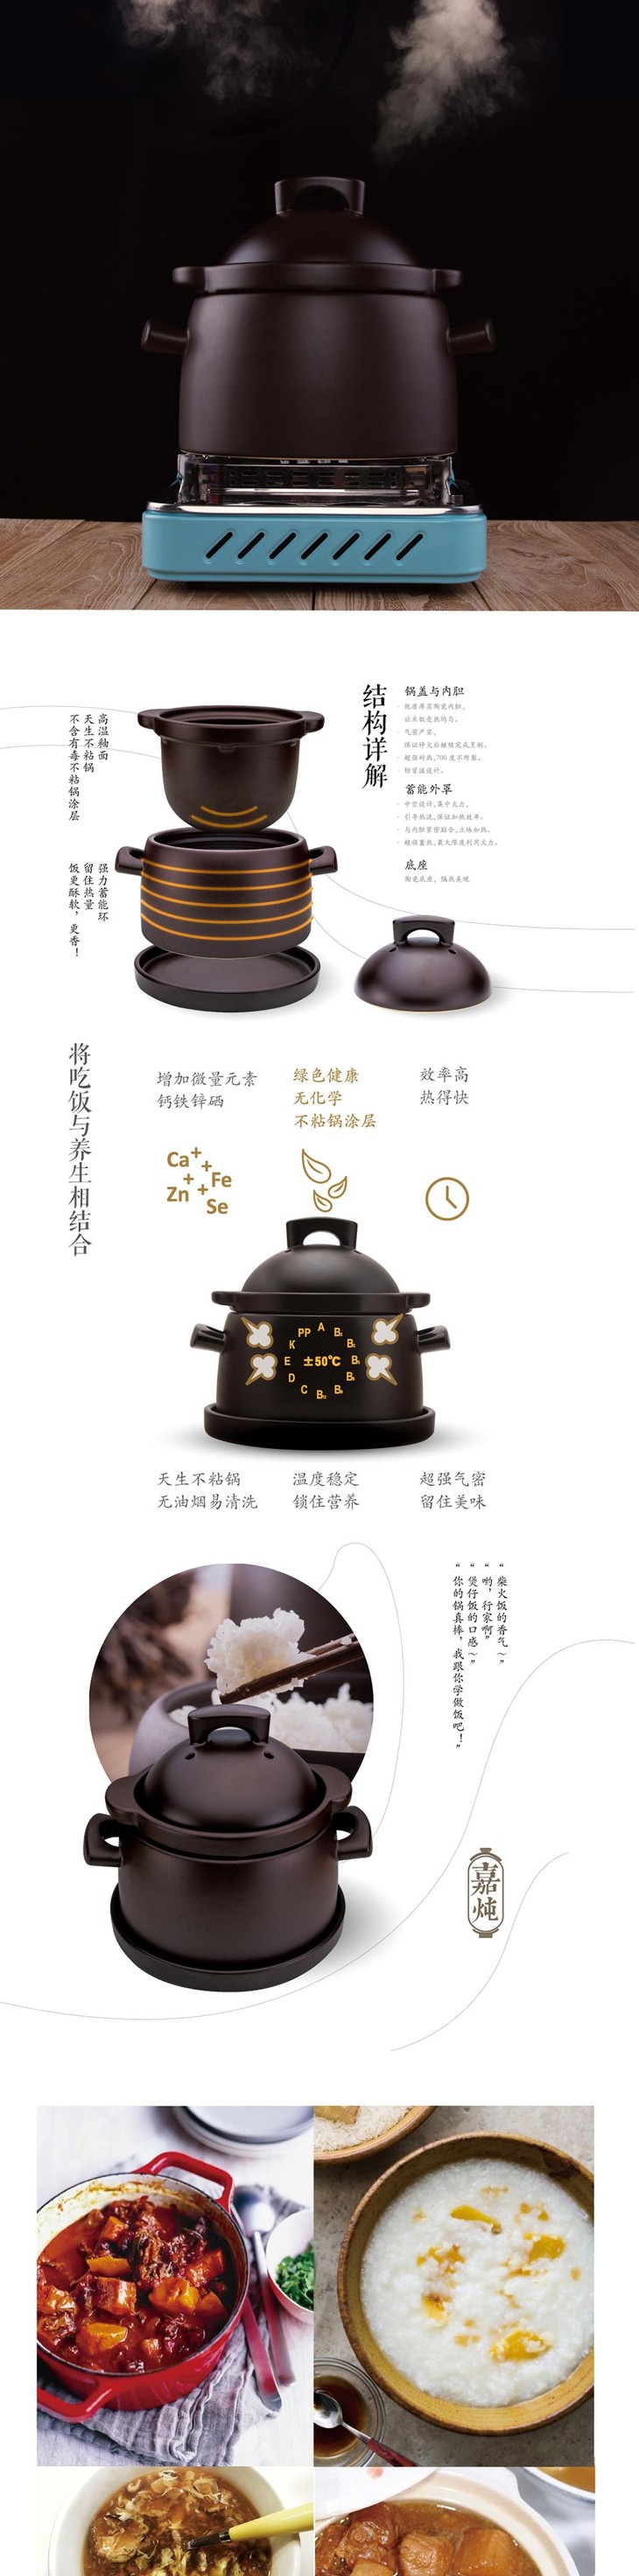 高温釉面
天生不粘锅
不含有毒不粘锅涂层
强力蓄能环
留住热量
饭更酥软，更香！
结构详解
锅盖与内胆
· 优质厚实陶瓷内胆,
让米饭受热均匀。
· 气密严实,
保证停火后继续完成烹制。
· 超强耐热,700度不炸裂。
· 防冒溢设计。
蓄能外罩
· 中空设计,集中火力,
· 引导热流,保证加热效率。
· 与内胆紧密贴合,立体加热。
· 超强蓄热,最大限度利用火力。
底座
陶瓷底座，隔热美观
将吃饭与养生相结合
增加微量元素
钙铁锌硒
绿色健康
无化学
不粘锅涂层
效率高
热得快
Ca+
+
+ Fe
Zn + Se
PP A B₁ B₂ B₃ B₆ B₉ B₁₂ C D E K
±50℃
天生不粘锅
无油烟易清洗
温度稳定
锁住营养
超强气密
留住美味
“柴火饭的香气～”
“哟，行家啊”
“煲仔饭的口感～”
“你的锅真棒，我跟你学做饭吧！”
嘉炖